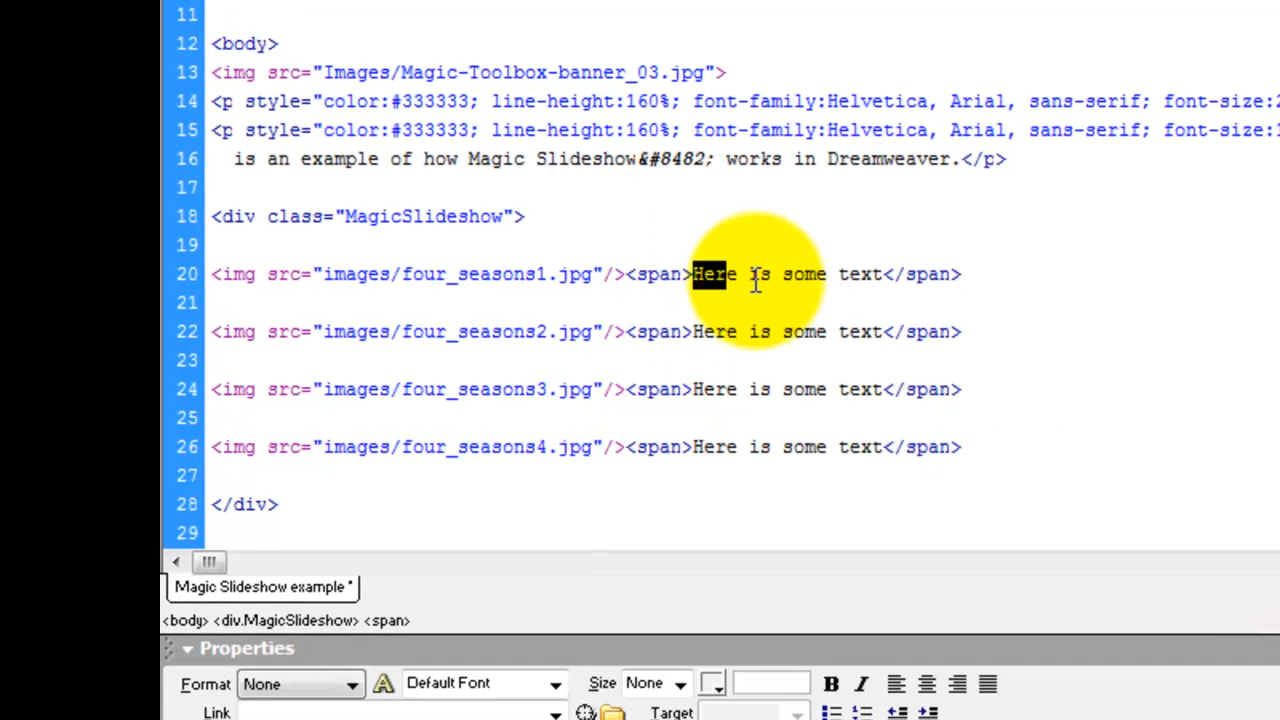 11
12 <body>
13 <img src="Images/Magic-Toolbox-banner_03.jpg">
14 <p style="color:#333333; line-height:160%; font-family:Helvetica, Arial, sans-serif; font-size:2
15 <p style="color:#333333; line-height:160%; font-family:Helvetica, Arial, sans-serif; font-size:1
16 is an example of how Magic Slideshow&#8482; works in Dreamweaver.</p>
17
18 <div class="MagicSlideshow">
19
20 <img src="images/four_seasons1.jpg"/><span>Here is some text</span>
21
22 <img src="images/four_seasons2.jpg"/><span>Here is some text</span>
23
24 <img src="images/four_seasons3.jpg"/><span>Here is some text</span>
25
26 <img src="images/four_seasons4.jpg"/><span>Here is some text</span>
27
28 </div>
29
Magic Slideshow example*
<body> <div.MagicSlideshow> <span>
Properties
Format None A Default Font Size None B I
Link Target